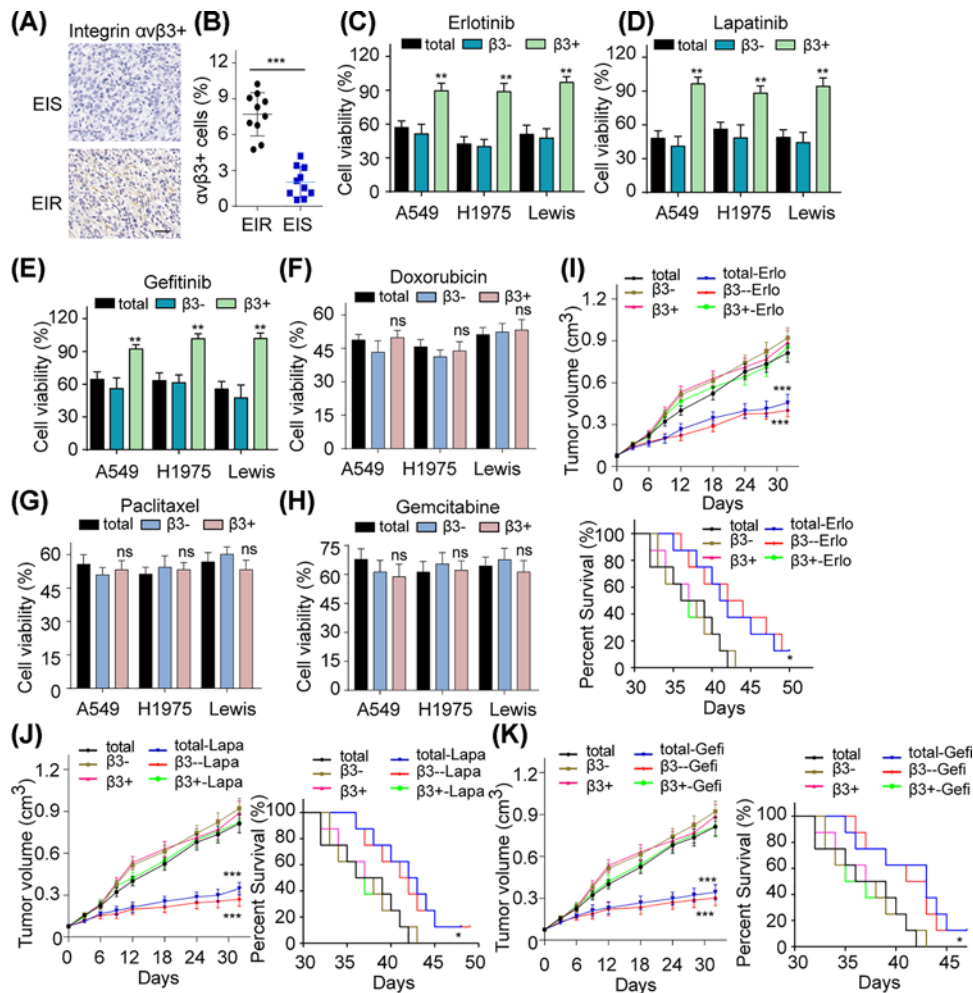 (A)
Integrin αvβ3+
EIS
EIR
(B)
***
αvβ3+ cells (%)
12
9
6
3
0
EIR EIS
(C)
Erlotinib
total β3- β3+
Cell viability (%)
120
90
60
30
0
** ** **
A549 H1975 Lewis
(D)
Lapatinib
total β3- β3+
Cell viability (%)
120
90
60
30
0
** ** **
A549 H1975 Lewis
(E)
Gefitinib
total β3- β3+
Cell viability (%)
120
90
60
30
0
** ** **
A549 H1975 Lewis
(F)
Doxorubicin
total β3- β3+
Cell viability (%)
60
45
30
15
0
ns ns ns
A549 H1975 Lewis
(G)
Paclitaxel
total β3- β3+
Cell viability (%)
60
45
30
15
0
ns ns ns
A549 H1975 Lewis
(H)
Gemcitabine
total β3- β3+
Cell viability (%)
75
60
45
30
15
0
ns ns ns
A549 H1975 Lewis
(I)
total total-Erlo
β3- β3--Erlo
β3+ β3+-Erlo
Tumor volume (cm3)
1.2
0.9
0.6
0.3
0
***
***
0 6 12 18 24 30
Days
total total-Erlo
β3- β3--Erlo
β3+ β3+-Erlo
Percent Survival (%)
100
80
60
40
20
0
*
30 35 40 45 50
Days
(J)
total total-Lapa
β3- β3--Lapa
β3+ β3+-Lapa
Tumor volume (cm3)
1.2
0.9
0.6
0.3
0
***
***
0 6 12 18 24 30
Days
total total-Lapa
β3- β3--Lapa
β3+ β3+-Lapa
Percent Survival (%)
100
80
60
40
20
0
*
30 35 40 45 50
Days
(K)
total total-Gefi
β3- β3--Gefi
β3+ β3+-Gefi
Tumor volume (cm3)
1.2
0.9
0.6
0.3
0
***
***
0 6 12 18 24 30
Days
total total-Gefi
β3- β3--Gefi
β3+ β3+-Gefi
Percent Survival (%)
100
80
60
40
20
0
*
30 35 40 45
Days